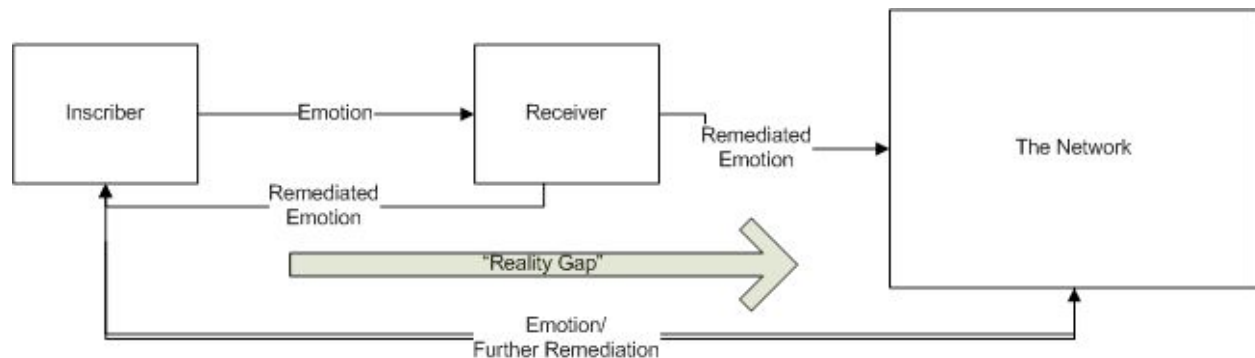 Inscriber
Emotion
Receiver
Remediated
Emotion
The Network
Remediated
Emotion
“Reality Gap”
Emotion/
Further Remediation